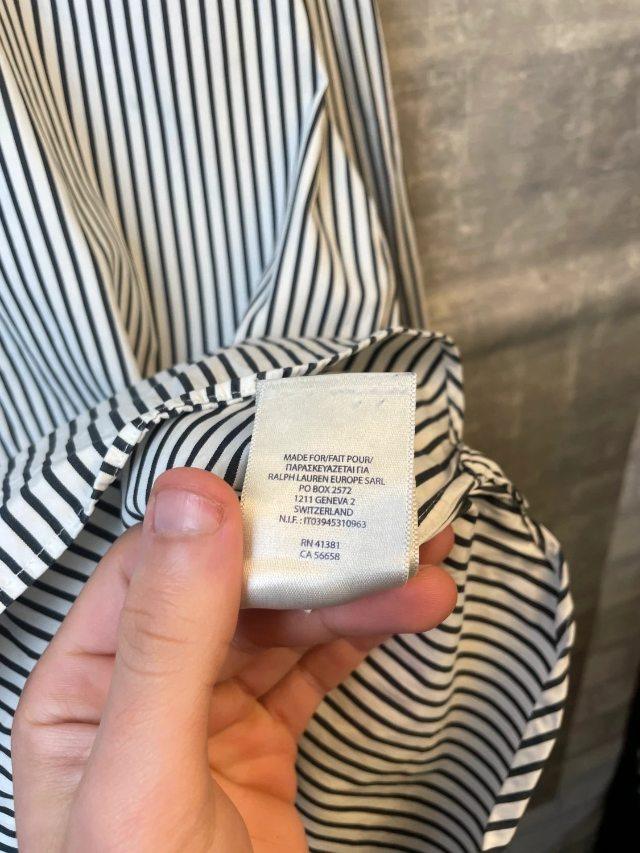 MADE FOR/FAIT POUR/
ΠΑΡΑΣΚΕΥΑΖΕΤΑΙ ΓΙΑ
RALPH LAUREN EUROPE SARL
PO BOX 2572
1211 GENEVA 2
SWITZERLAND
N.I.F.: IT03945310963
RN 41381
CA 56658